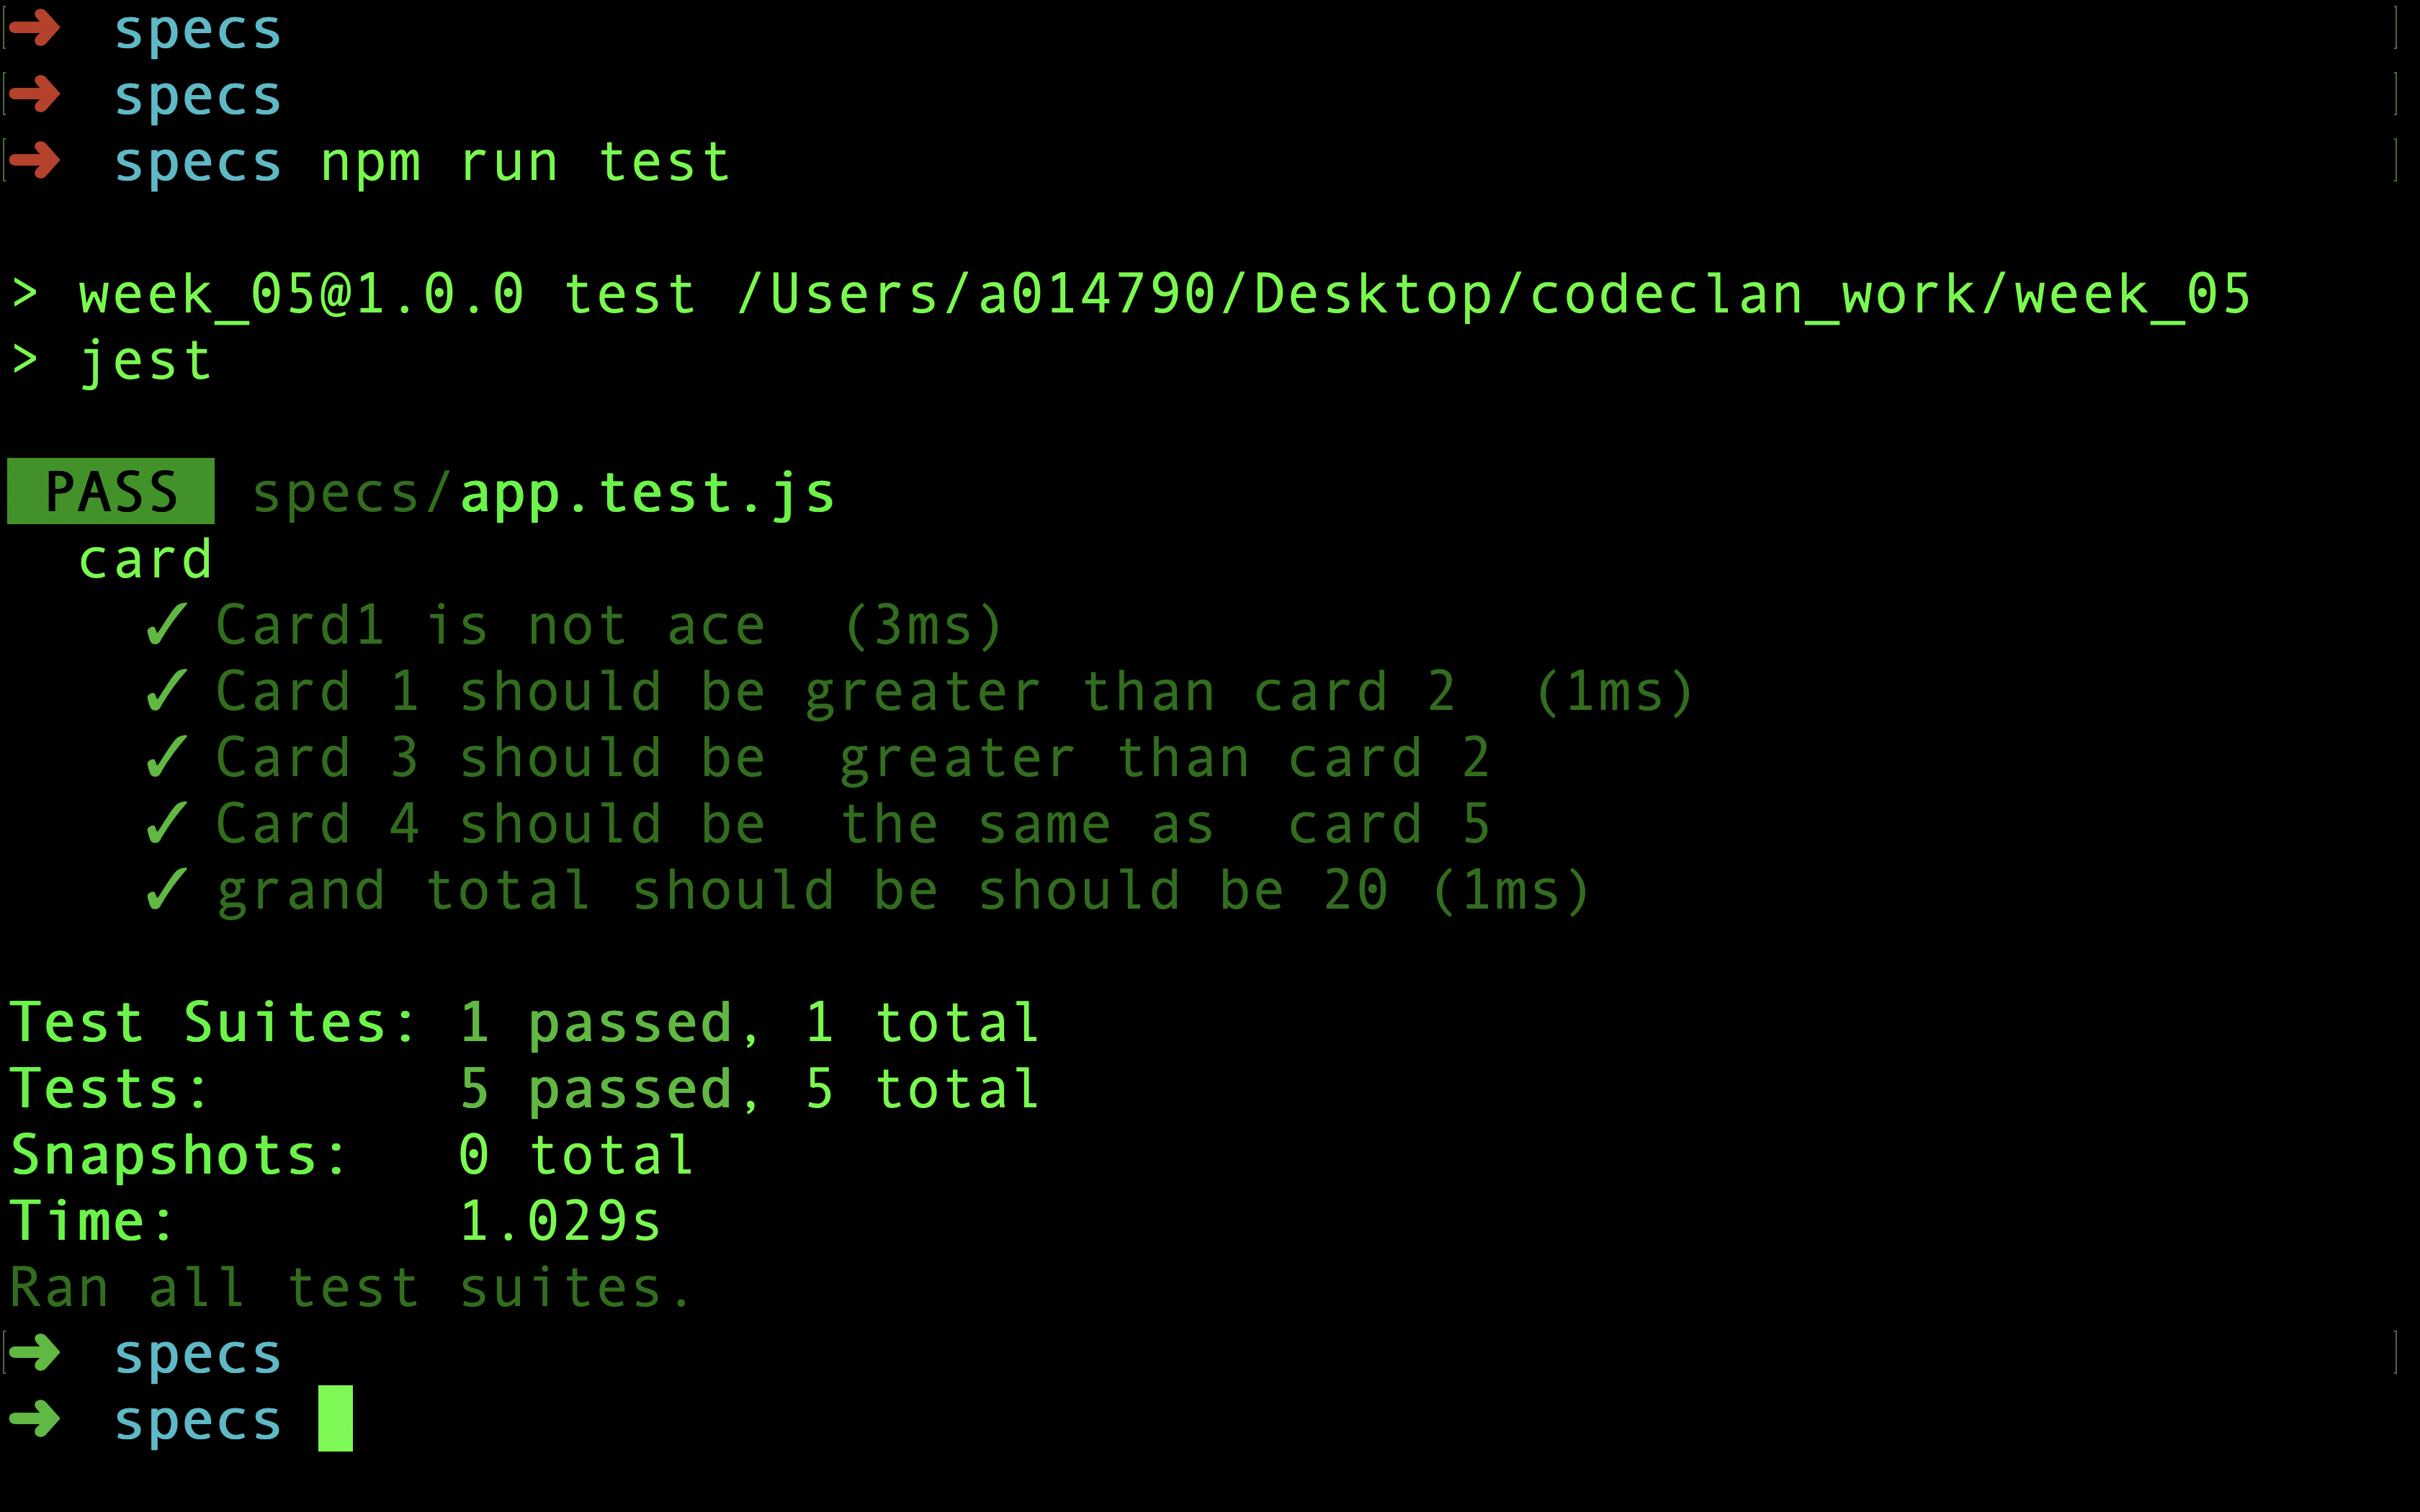 ➜ specs
➜ specs
➜ specs npm run test
> week_05@1.0.0 test /Users/a014790/Desktop/codeclan_work/week_05
> jest
PASS specs/app.test.js
card
✓ Card1 is not ace  (3ms)
✓ Card 1 should be greater than card 2  (1ms)
✓ Card 3 should be  greater than card 2
✓ Card 4 should be  the same as  card 5
✓ grand total should be should be 20 (1ms)
Test Suites: 1 passed, 1 total
Tests:       5 passed, 5 total
Snapshots:   0 total
Time:        1.029s
Ran all test suites.
➜ specs
➜ specs